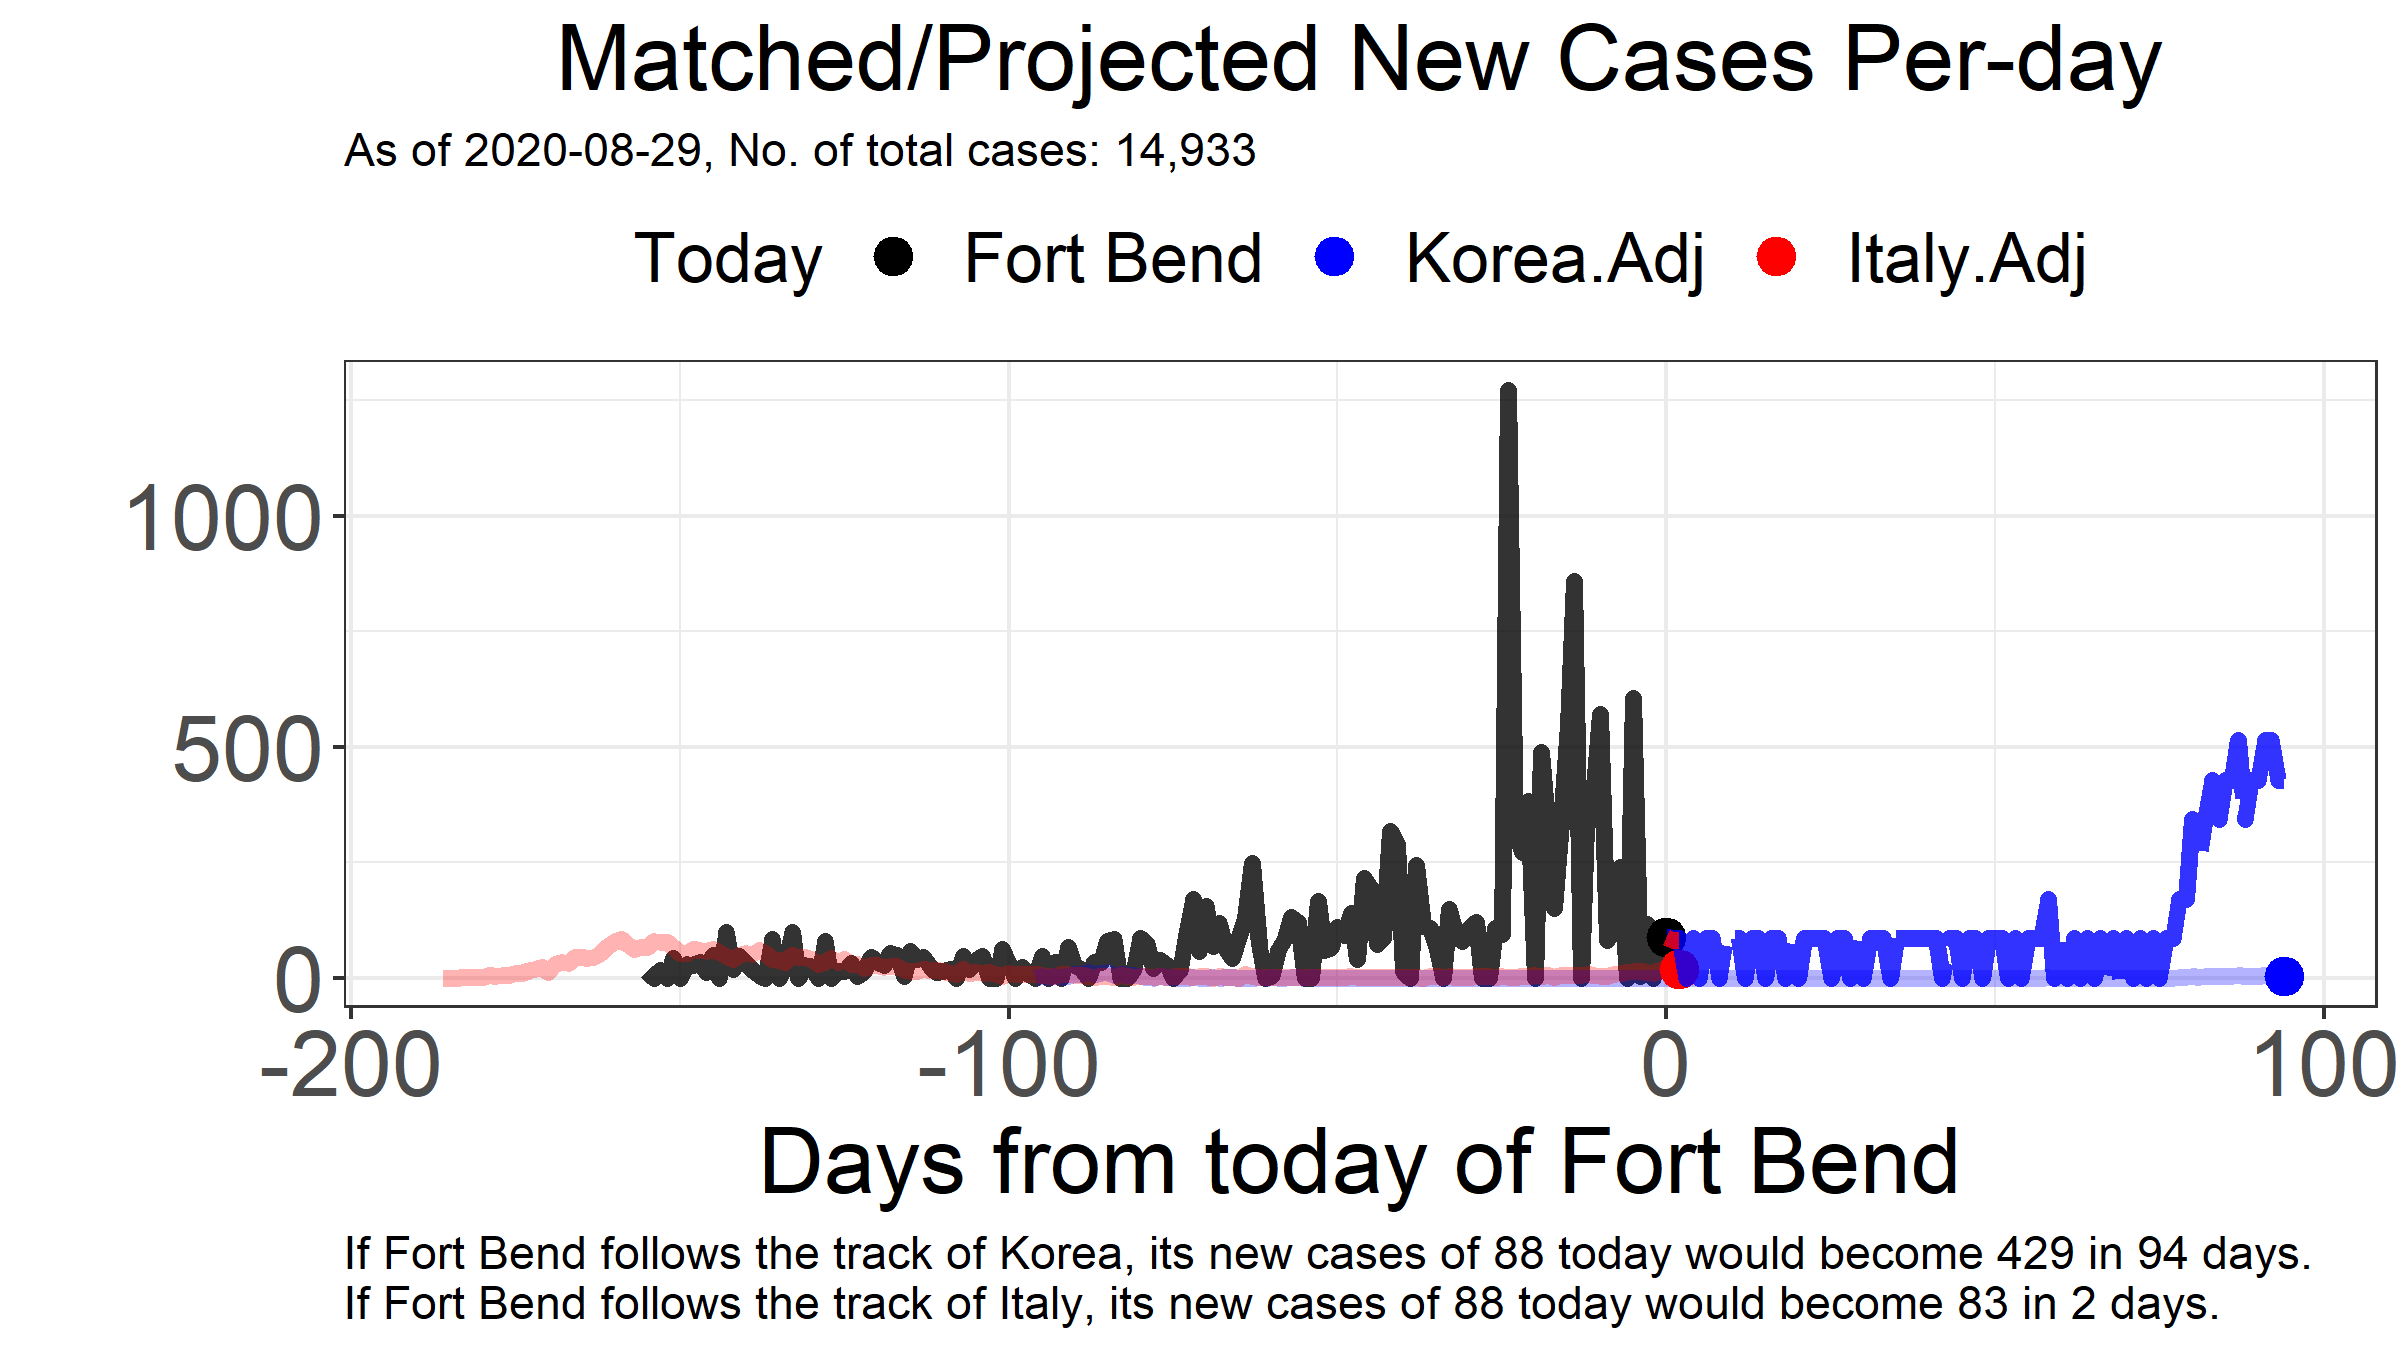 Matched/Projected New Cases Per-day
As of 2020-08-29, No. of total cases: 14,933
Today Fort Bend Korea.Adj Italy.Adj
1000
500
0
-200 -100 0 100
Days from today of Fort Bend
If Fort Bend follows the track of Korea, its new cases of 88 today would become 429 in 94 days.
If Fort Bend follows the track of Italy, its new cases of 88 today would become 83 in 2 days.